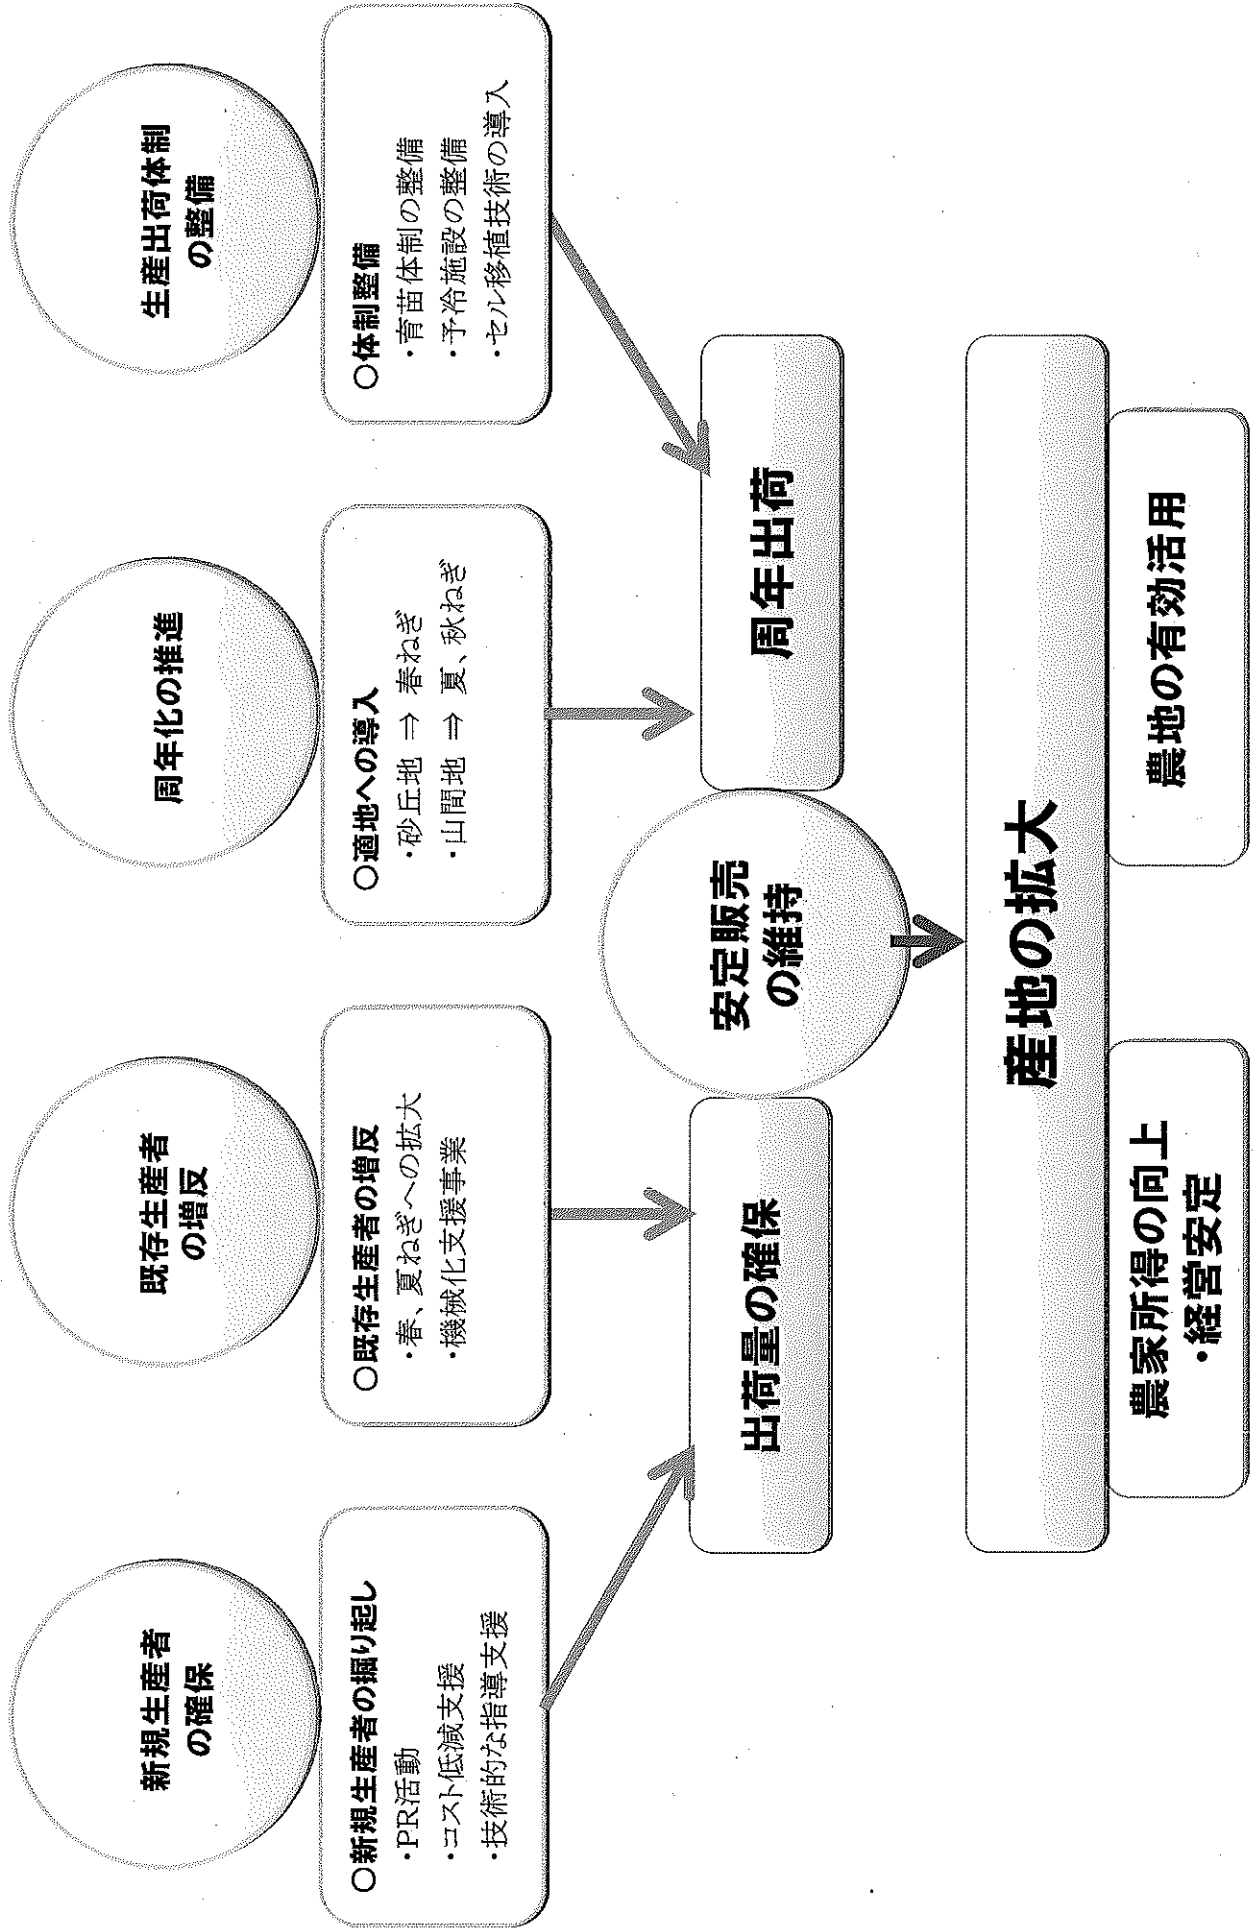 新規生産者
の確保
○新規生産者の掘り起し
・PR活動
・コスト低減支援
・技術的な指導支援
既存生産者
の増反
○既存生産者の増反
・春、夏ねぎへの拡大
・機械化支援事業
周年化の推進
○適地への導入
・砂丘地 ⇒ 春ねぎ
・山間地 ⇒ 夏、秋ねぎ
生産出荷体制
の整備
○体制整備
・育苗体制の整備
・予冷施設の整備
・セル移植技術の導入
出荷量の確保
安定販売
の維持
周年出荷
産地の拡大
農家所得の向上
・経営安定
農地の有効活用